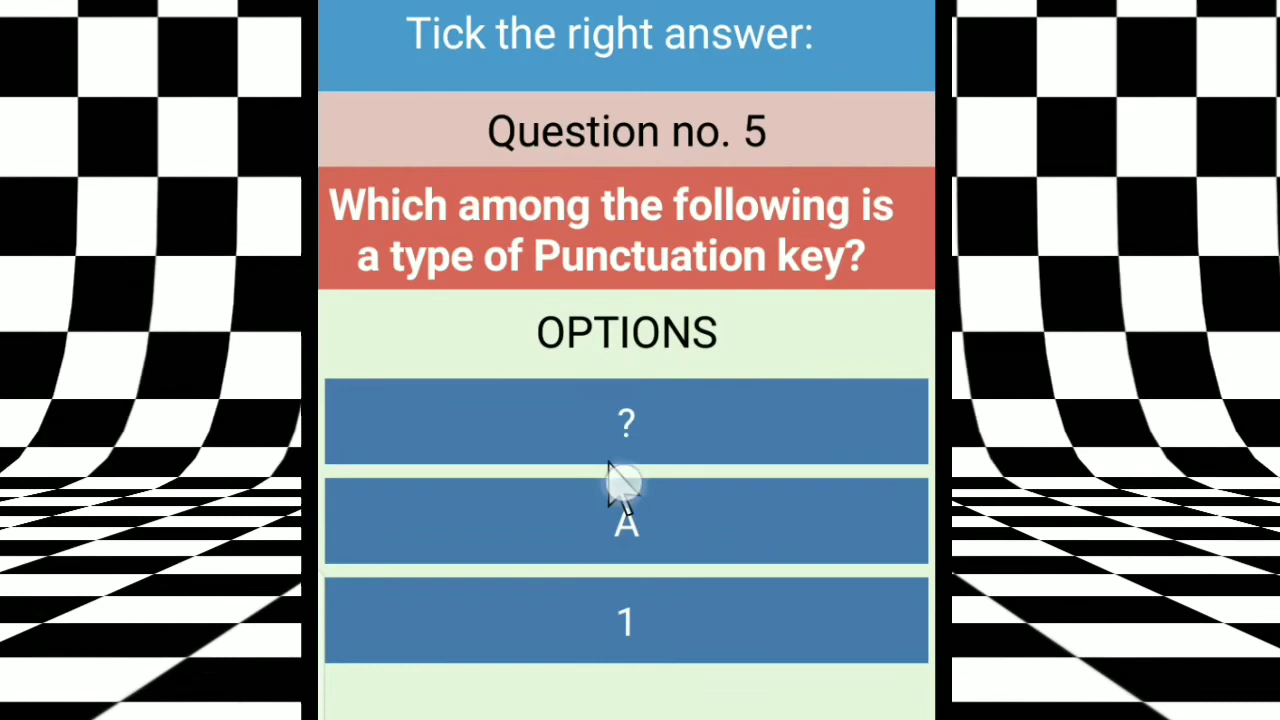 Tick the right answer:
Question no. 5
Which among the following is
a type of Punctuation key?
OPTIONS
?
A
1